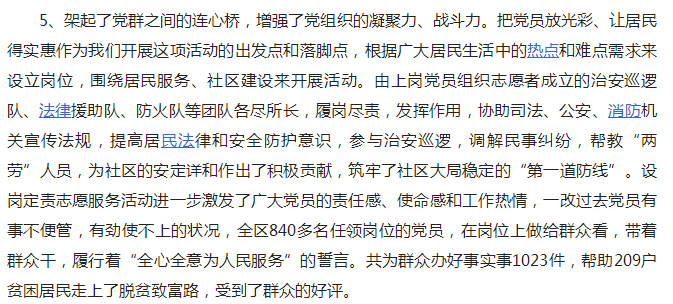 5、架起了党群之间的连心桥，增强了党组织的凝聚力、战斗力。把党员放光彩、让居民
得实惠作为我们开展这项活动的出发点和落脚点，根据广大居民生活中的热点和难点需求来
设立岗位，围绕居民服务、社区建设来开展活动。由上岗党员组织志愿者成立的治安巡逻
队、法律援助队、防火队等团队各尽所长，履岗尽责，发挥作用，协助司法、公安、消防机
关宣传法规，提高居民法律和安全防护意识，参与治安巡逻，调解民事纠纷，帮教“两
劳”人员，为社区的安定详和作出了积极贡献，筑牢了社区大局稳定的“第一道防线”。设
岗定责志愿服务活动进一步激发了广大党员的责任感、使命感和工作热情，一改过去党员有
事不便管，有劲使不上的状况，全区840多名任领岗位的党员，在岗位上做给群众看，带着
群众干，履行着“全心全意为人民服务”的誓言。共为群众办好事实事1023件，帮助209户
贫困居民走上了脱贫致富路，受到了群众的好评。